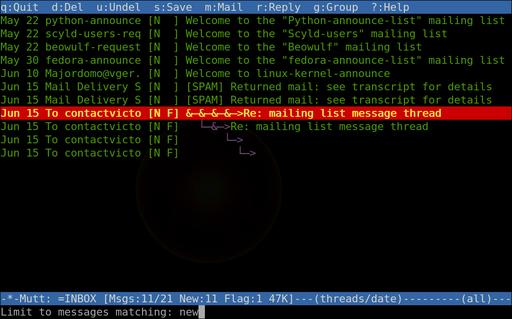 q:Quit  d:Del  u:Undel  s:Save  m:Mail  r:Reply  g:Group  ?:Help
May 22 python-announce [N  ] Welcome to the "Python-announce-list" mailing list
May 22 scyld-users-req [N  ] Welcome to the "Scyld-users" mailing list
May 22 beowulf-request [N  ] Welcome to the "Beowulf" mailing list
May 30 fedora-announce [N  ] Welcome to the "fedora-announce-list" mailing list
Jun 10 Majordomo@vger. [N  ] Welcome to linux-kernel-announce
Jun 15 Mail Delivery S [N  ] [SPAM] Returned mail: see transcript for details
Jun 15 Mail Delivery S [N  ] [SPAM] Returned mail: see transcript for details
Jun 15 To contactvicto [N F] &─&─&─&─>Re: mailing list message thread
Jun 15 To contactvicto [N F]   └─&─>Re: mailing list message thread
Jun 15 To contactvicto [N F]       └─>
Jun 15 To contactvicto [N F]         └─>
-*-Mutt: =INBOX [Msgs:11/21 New:11 Flag:1 47K]---(threads/date)---------(all)---
Limit to messages matching: new